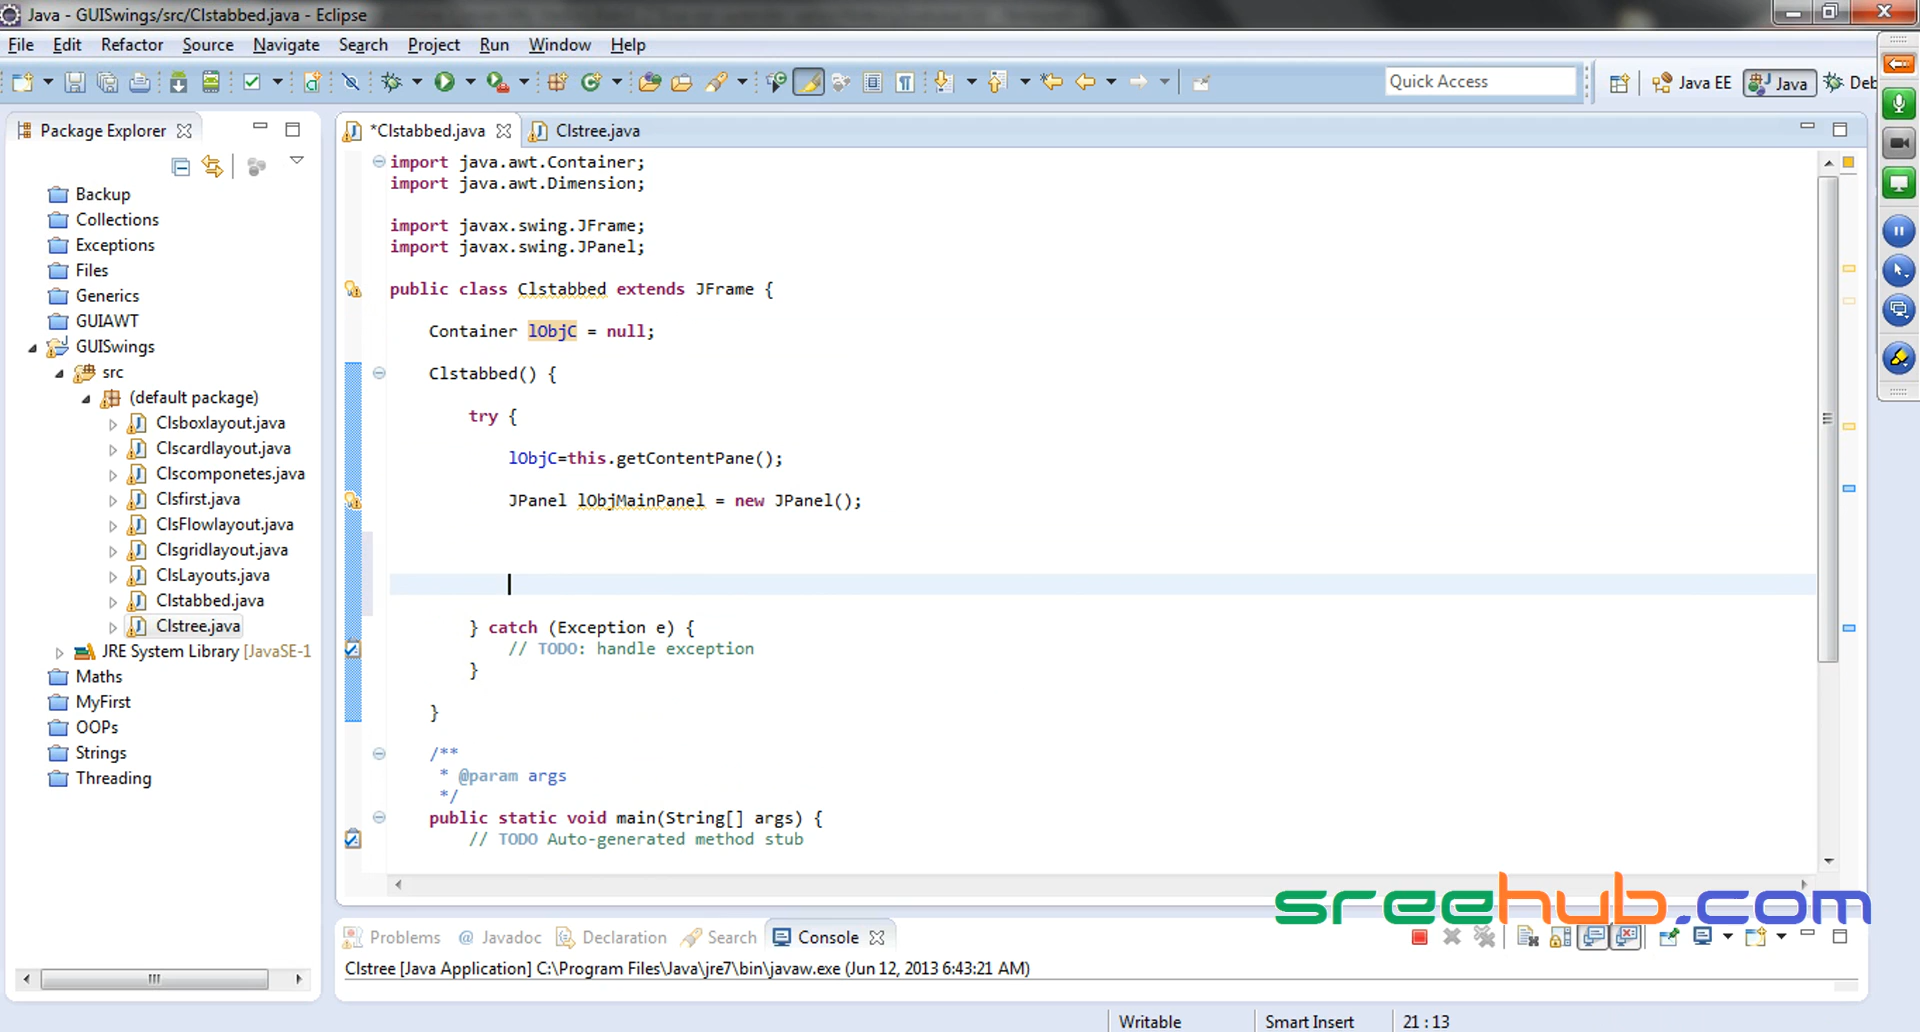 Java - GUISwings/src/Clstabbed.java - Eclipse
File Edit Refactor Source Navigate Search Project Run Window Help
Quick Access
Java EE
Java
Deb
Package Explorer
*Clstabbed.java
Clstree.java
Backup
Collections
Exceptions
Files
Generics
GUIAWT
GUISwings
src
(default package)
Clsboxlayout.java
Clscardlayout.java
Clscomponetes.java
Clsfirst.java
ClsFlowlayout.java
Clsgridlayout.java
ClsLayouts.java
Clstabbed.java
Clstree.java
JRE System Library [JavaSE-1
Maths
MyFirst
OOPs
Strings
Threading
import java.awt.Container;
import java.awt.Dimension;
import javax.swing.JFrame;
import javax.swing.JPanel;
public class Clstabbed extends JFrame {
Container lObjC = null;
Clstabbed() {
try {
lObjC=this.getContentPane();
JPanel lObjMainPanel = new JPanel();
} catch (Exception e) {
// TODO: handle exception
}
}
/**
* @param args
*/
public static void main(String[] args) {
// TODO Auto-generated method stub
sreehub.com
Problems @ Javadoc Declaration Search Console
Clstree [Java Application] C:\Program Files\Java\jre7\bin\javaw.exe (Jun 12, 2013 6:43:21 AM)
Writable Smart Insert 21 : 13